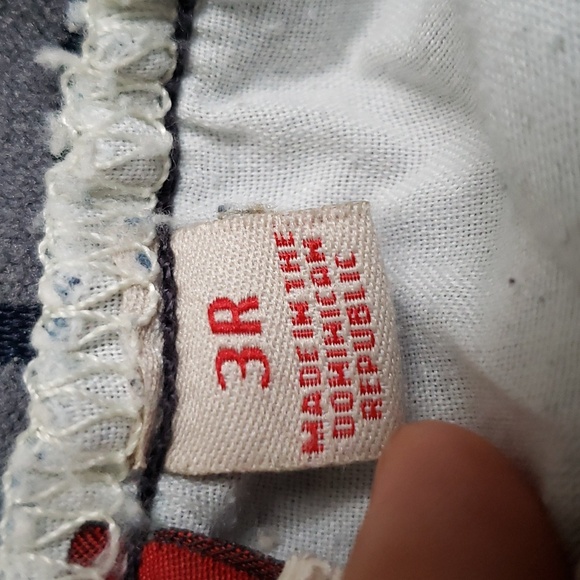 3R
MADE IN THE
DOMINICAN
REPUBLIC